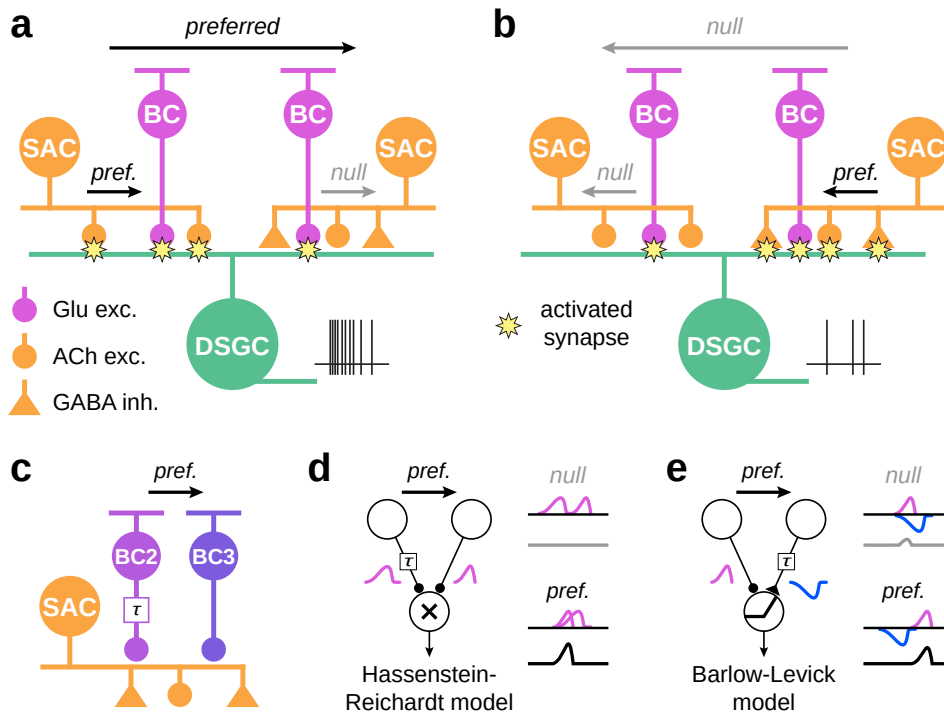 a
preferred
BC
BC
SAC
SAC
pref.
null
DSGC
Glu exc.
ACh exc.
GABA inh.
b
null
BC
BC
SAC
SAC
null
pref.
DSGC
activated
synapse
c
pref.
BC2
BC3
τ
SAC
d
pref.
null
τ
pref.
×
Hassenstein-
Reichardt model
e
pref.
null
τ
pref.
Barlow-Levick
model